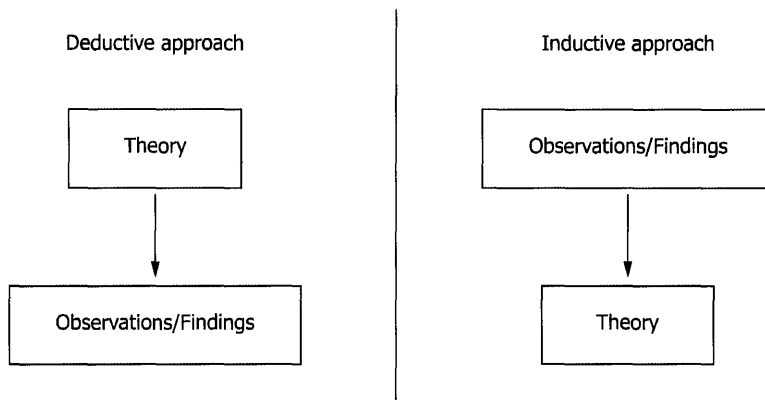 Deductive approach
Theory
Observations/Findings
Inductive approach
Observations/Findings
Theory